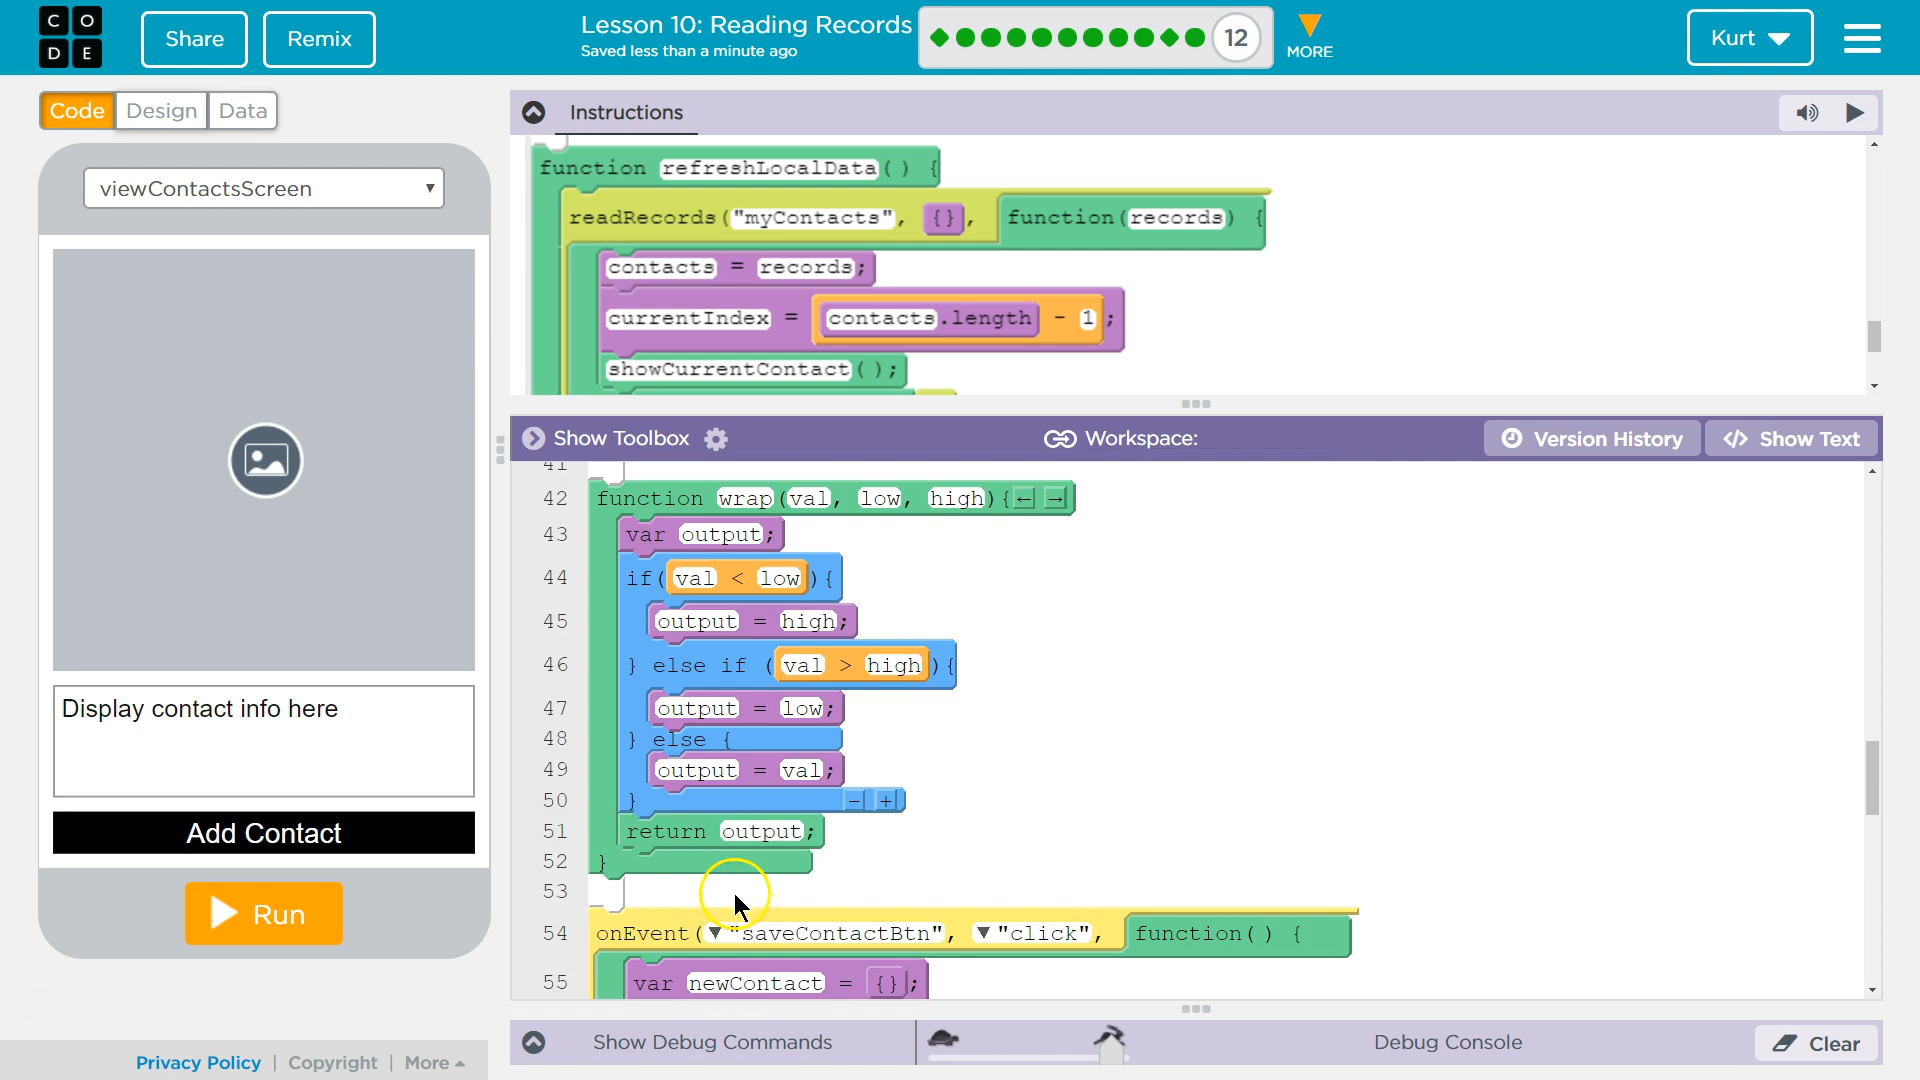 C O
D E
Share
Remix
Lesson 10: Reading Records
Saved less than a minute ago
12
MORE
Kurt
Code
Design
Data
Instructions
viewContactsScreen
function refreshLocalData() {
readRecords("myContacts", {}, function(records) {
contacts = records;
currentIndex = contacts.length - 1;
showCurrentContact();
Show Toolbox
Workspace:
Version History
</> Show Text
41
42 function wrap(val, low, high){
43 var output;
44 if(val < low){
45 output = high;
46 } else if (val > high){
47 output = low;
48 } else {
49 output = val;
50 } - +
51 return output;
52 }
53
54 onEvent("saveContactBtn", "click", function() {
55 var newContact = {};
Display contact info here
Add Contact
Run
Show Debug Commands
Debug Console
Clear
Privacy Policy | Copyright | More